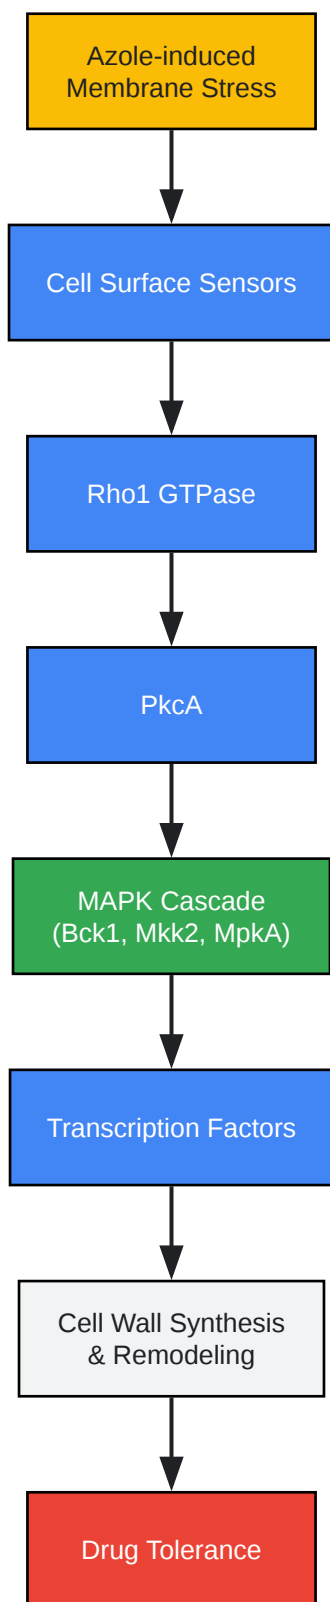 Azole-induced
Membrane Stress
Cell Surface Sensors
Rho1 GTPase
PkcA
MAPK Cascade
(Bck1, Mkk2, MpkA)
Transcription Factors
Cell Wall Synthesis
& Remodeling
Drug Tolerance